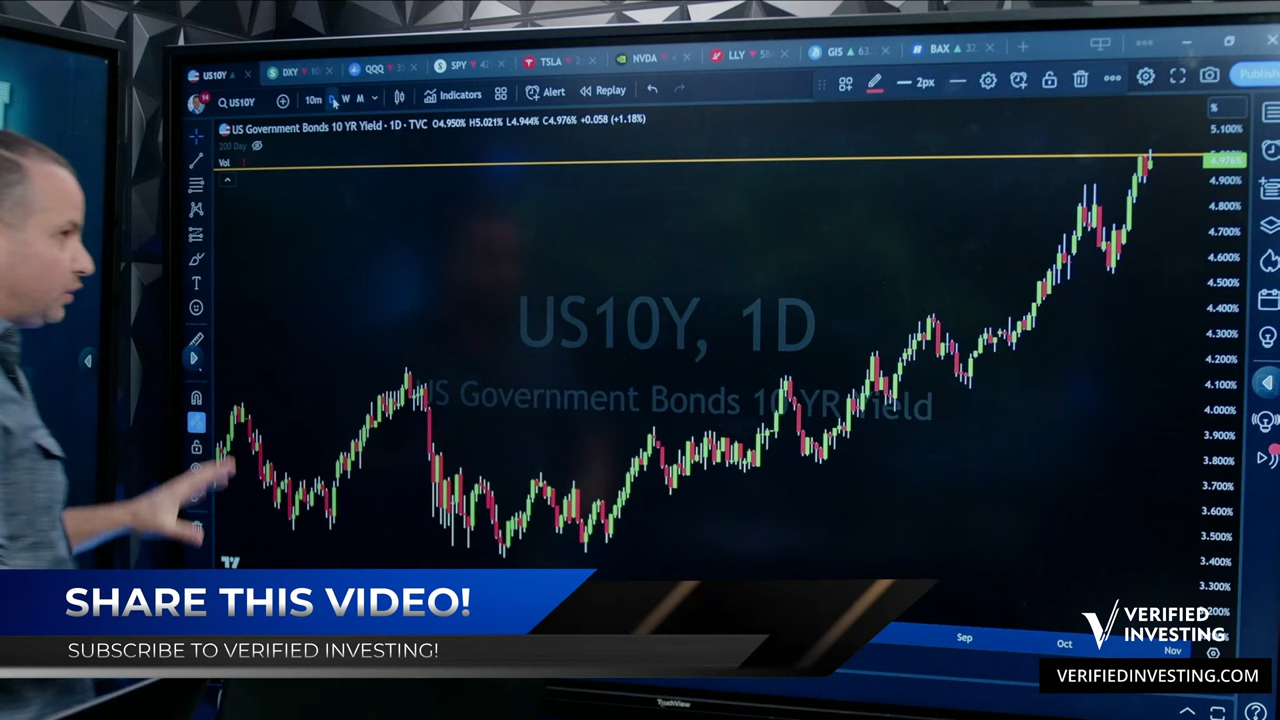 US10Y
DXY
QQQ
SPY
TSLA
NVDA
LLY
GIS
BAX
US10Y
10m
W
M
Indicators
Alert
Replay
2px
Publish
US Government Bonds 10 YR Yield · 1D · TVC O4.950% H5.021% L4.944% C4.976% +0.058 (+1.18%)
200 Day
Vol
%
5.100%
4.976%
4.900%
4.800%
4.700%
4.600%
4.500%
4.400%
4.300%
4.200%
4.100%
4.000%
3.900%
3.800%
3.700%
3.600%
3.500%
3.400%
3.300%
US10Y, 1D
US Government Bonds 10 YR Yield
Sep
Oct
Nov
SHARE THIS VIDEO!
SUBSCRIBE TO VERIFIED INVESTING!
VERIFIED
INVESTING
VERIFIEDINVESTING.COM
TouchView